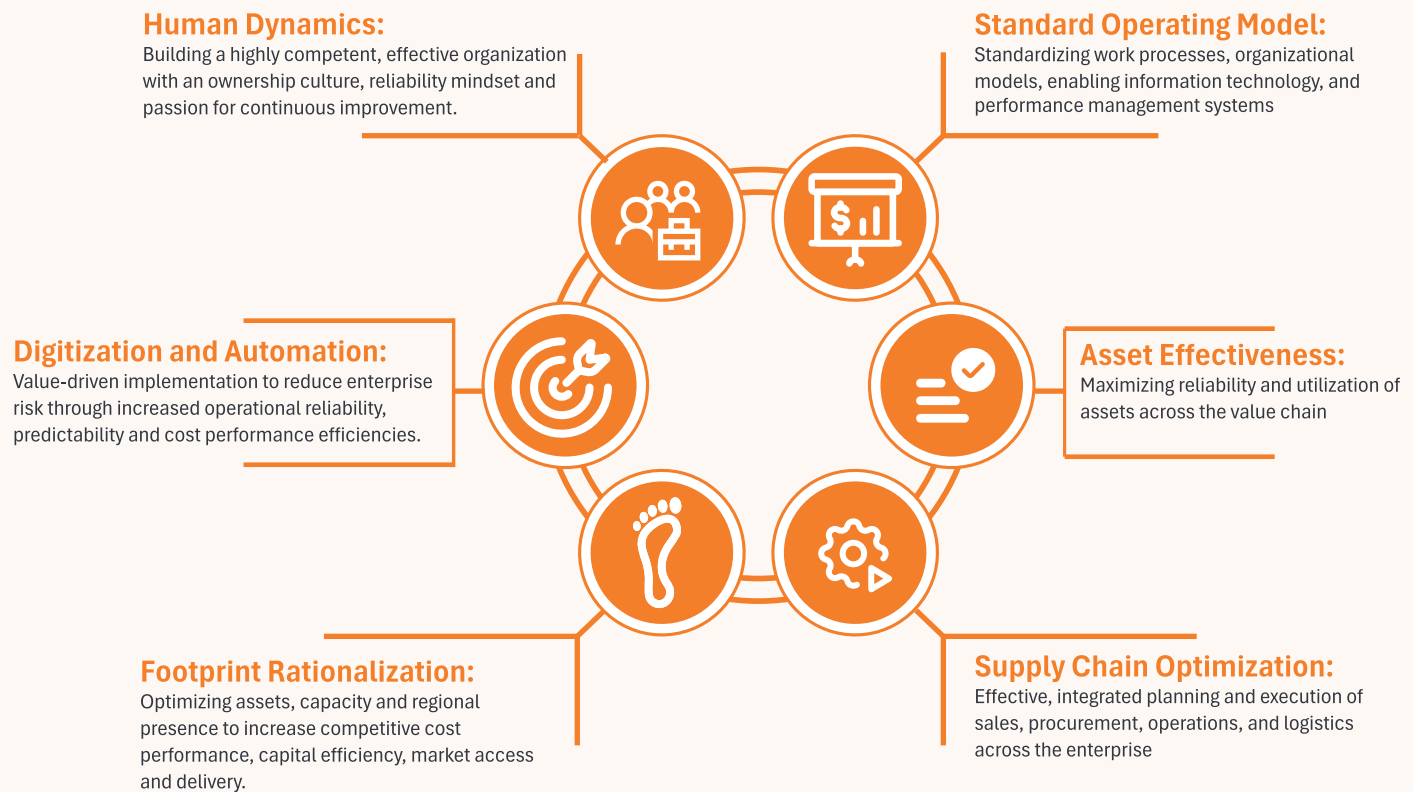 Human Dynamics:
Building a highly competent, effective organization
with an ownership culture, reliability mindset and
passion for continuous improvement.
Standard Operating Model:
Standardizing work processes, organizational
models, enabling information technology, and
performance management systems
$
Digitization and Automation:
Value-driven implementation to reduce enterprise
risk through increased operational reliability,
predictability and cost performance efficiencies.
Asset Effectiveness:
Maximizing reliability and utilization of
assets across the value chain
Footprint Rationalization:
Optimizing assets, capacity and regional
presence to increase competitive cost
performance, capital efficiency, market access
and delivery.
Supply Chain Optimization:
Effective, integrated planning and execution of
sales, procurement, operations, and logistics
across the enterprise